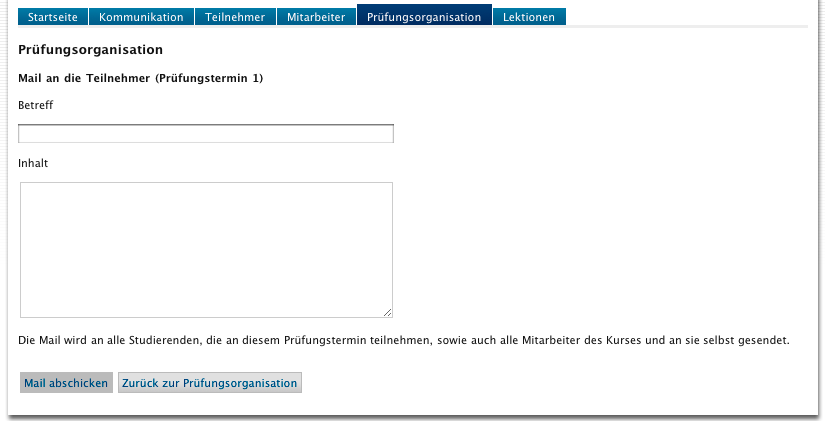 Startseite Kommunikation Teilnehmer Mitarbeiter Prüfungsorganisation Lektionen
Prüfungsorganisation
Mail an die Teilnehmer (Prüfungstermin 1)
Betreff
Inhalt
Die Mail wird an alle Studierenden, die an diesem Prüfungstermin teilnehmen, sowie auch alle Mitarbeiter des Kurses und an sie selbst gesendet.
Mail abschicken Zurück zur Prüfungsorganisation